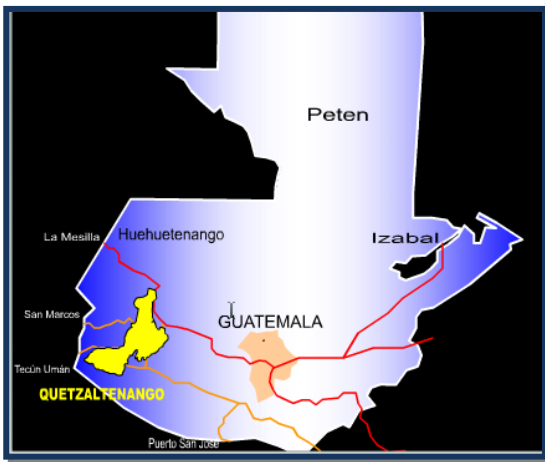 Peten
La Mesilla
Huehuetenango
Izabal
San Marcos
GUATEMALA
Tecún Umán
QUETZALTENANGO
Puerto San José